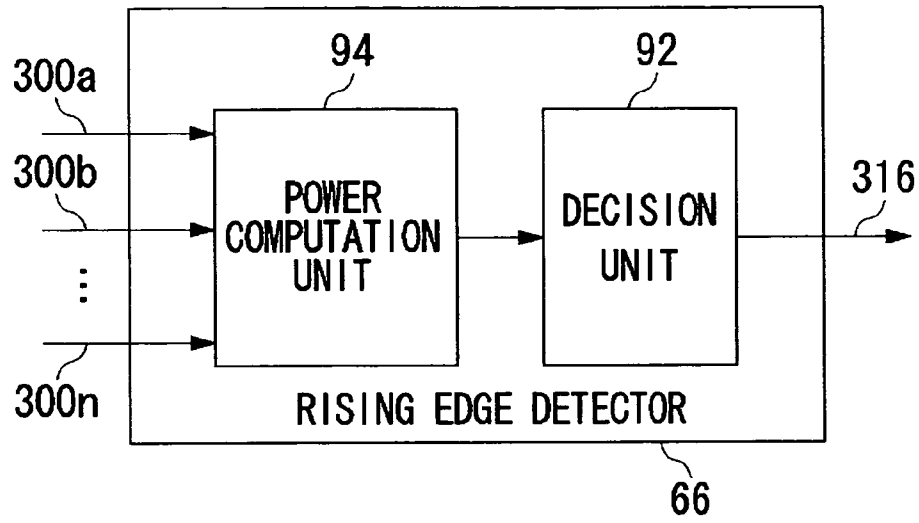 94
92
300a
300b
...
300n
POWER
COMPUTATION
UNIT
DECISION
UNIT
316
RISING EDGE DETECTOR
66